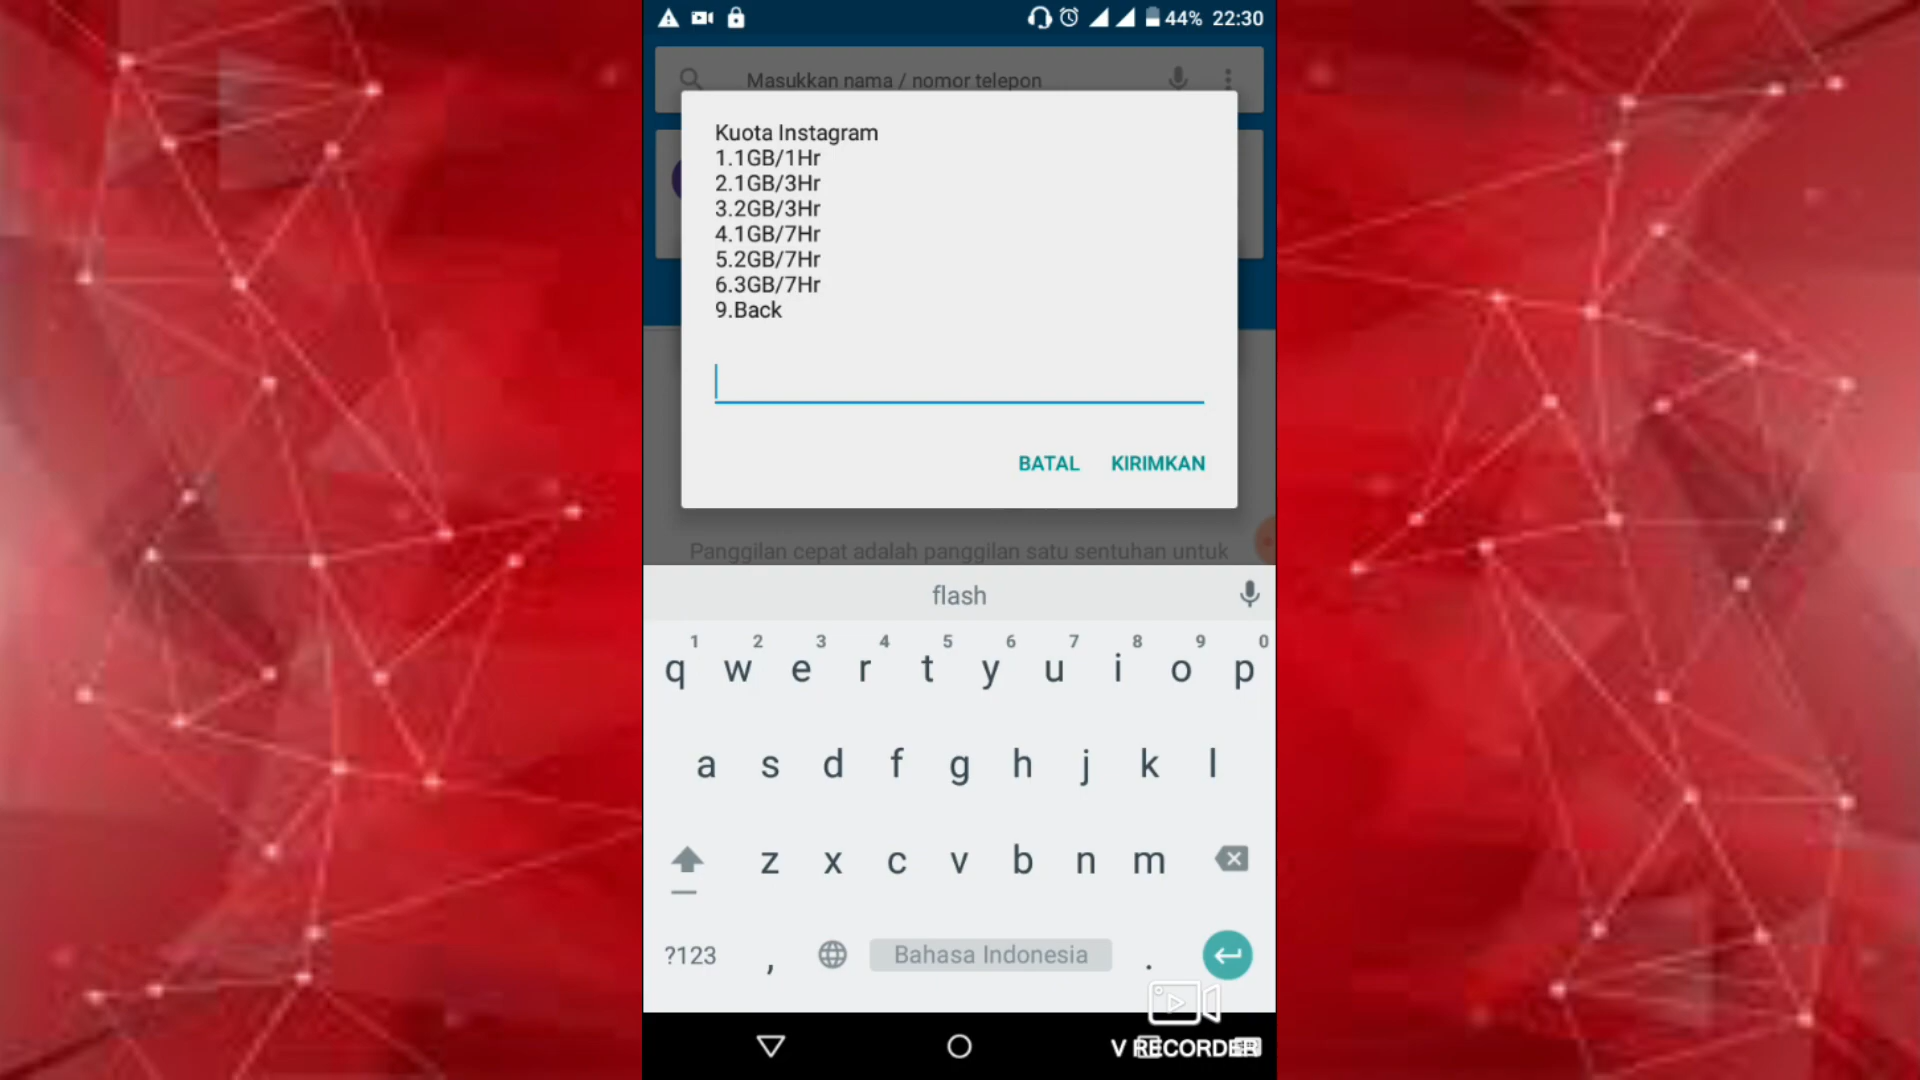 44% 22:30
Masukkan nama / nomor telepon
Kuota Instagram
1.1GB/1Hr
2.1GB/3Hr
3.2GB/3Hr
4.1GB/7Hr
5.2GB/7Hr
6.3GB/7Hr
9.Back
BATAL KIRIMKAN
Panggilan cepat adalah panggilan satu sentuhan untuk
flash
1 2 3 4 5 6 7 8 9 0
q w e r t y u i o p
a s d f g h j k l
z x c v b n m
?123 , Bahasa Indonesia .
V RECORDER